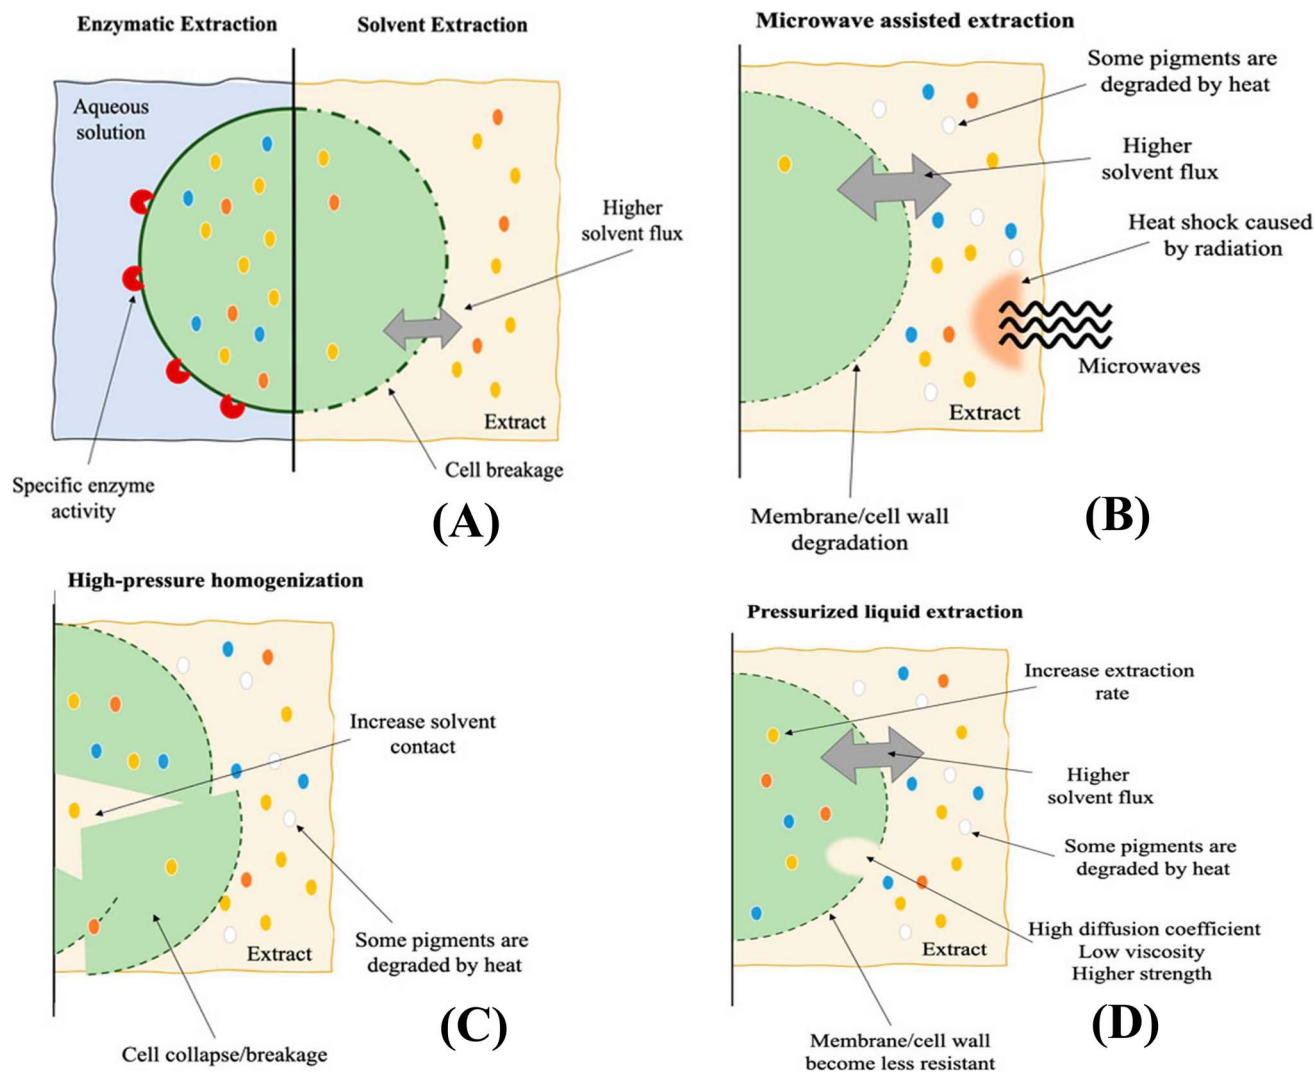 Enzymatic Extraction
Solvent Extraction
Aqueous
solution
Higher
solvent flux
Extract
Cell breakage
Specific enzyme
activity
(A)
Microwave assisted extraction
Some pigments are
degraded by heat
Higher
solvent flux
Heat shock caused
by radiation
Microwaves
Extract
Membrane/cell wall
degradation
(B)
High-pressure homogenization
Increase solvent
contact
Some pigments are
degraded by heat
Extract
Cell collapse/breakage
(C)
Pressurized liquid extraction
Increase extraction
rate
Higher
solvent flux
Some pigments are
degraded by heat
High diffusion coefficient
Low viscosity
Higher strength
Extract
Membrane/cell wall
become less resistant
(D)